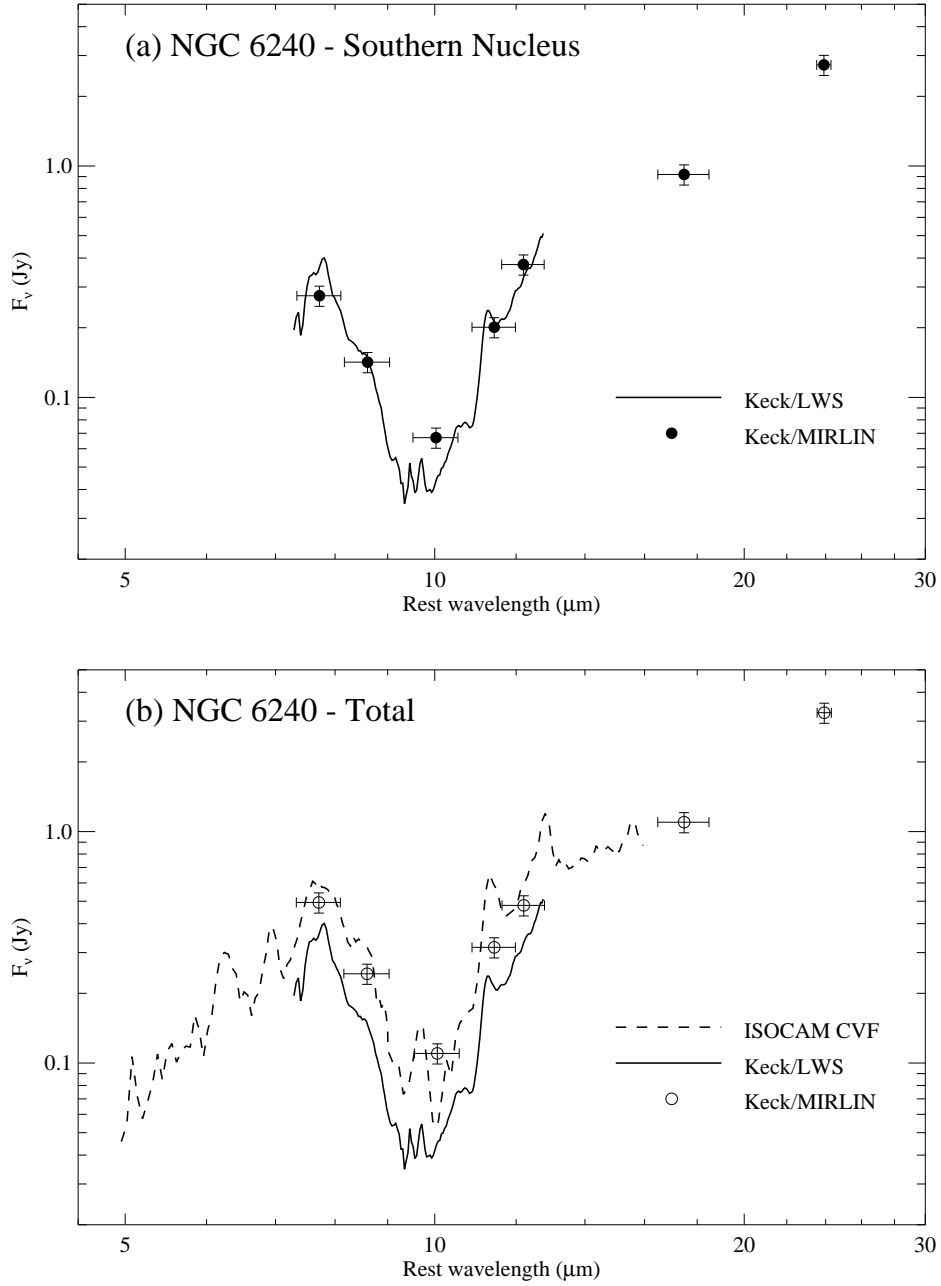 (a) NGC 6240 - Southern Nucleus
1.0
F_ν (Jy)
0.1
Keck/LWS
Keck/MIRLIN
5 10 20 30
Rest wavelength (μm)
(b) NGC 6240 - Total
1.0
F_ν (Jy)
0.1
ISOCAM CVF
Keck/LWS
Keck/MIRLIN
5 10 20 30
Rest wavelength (μm)